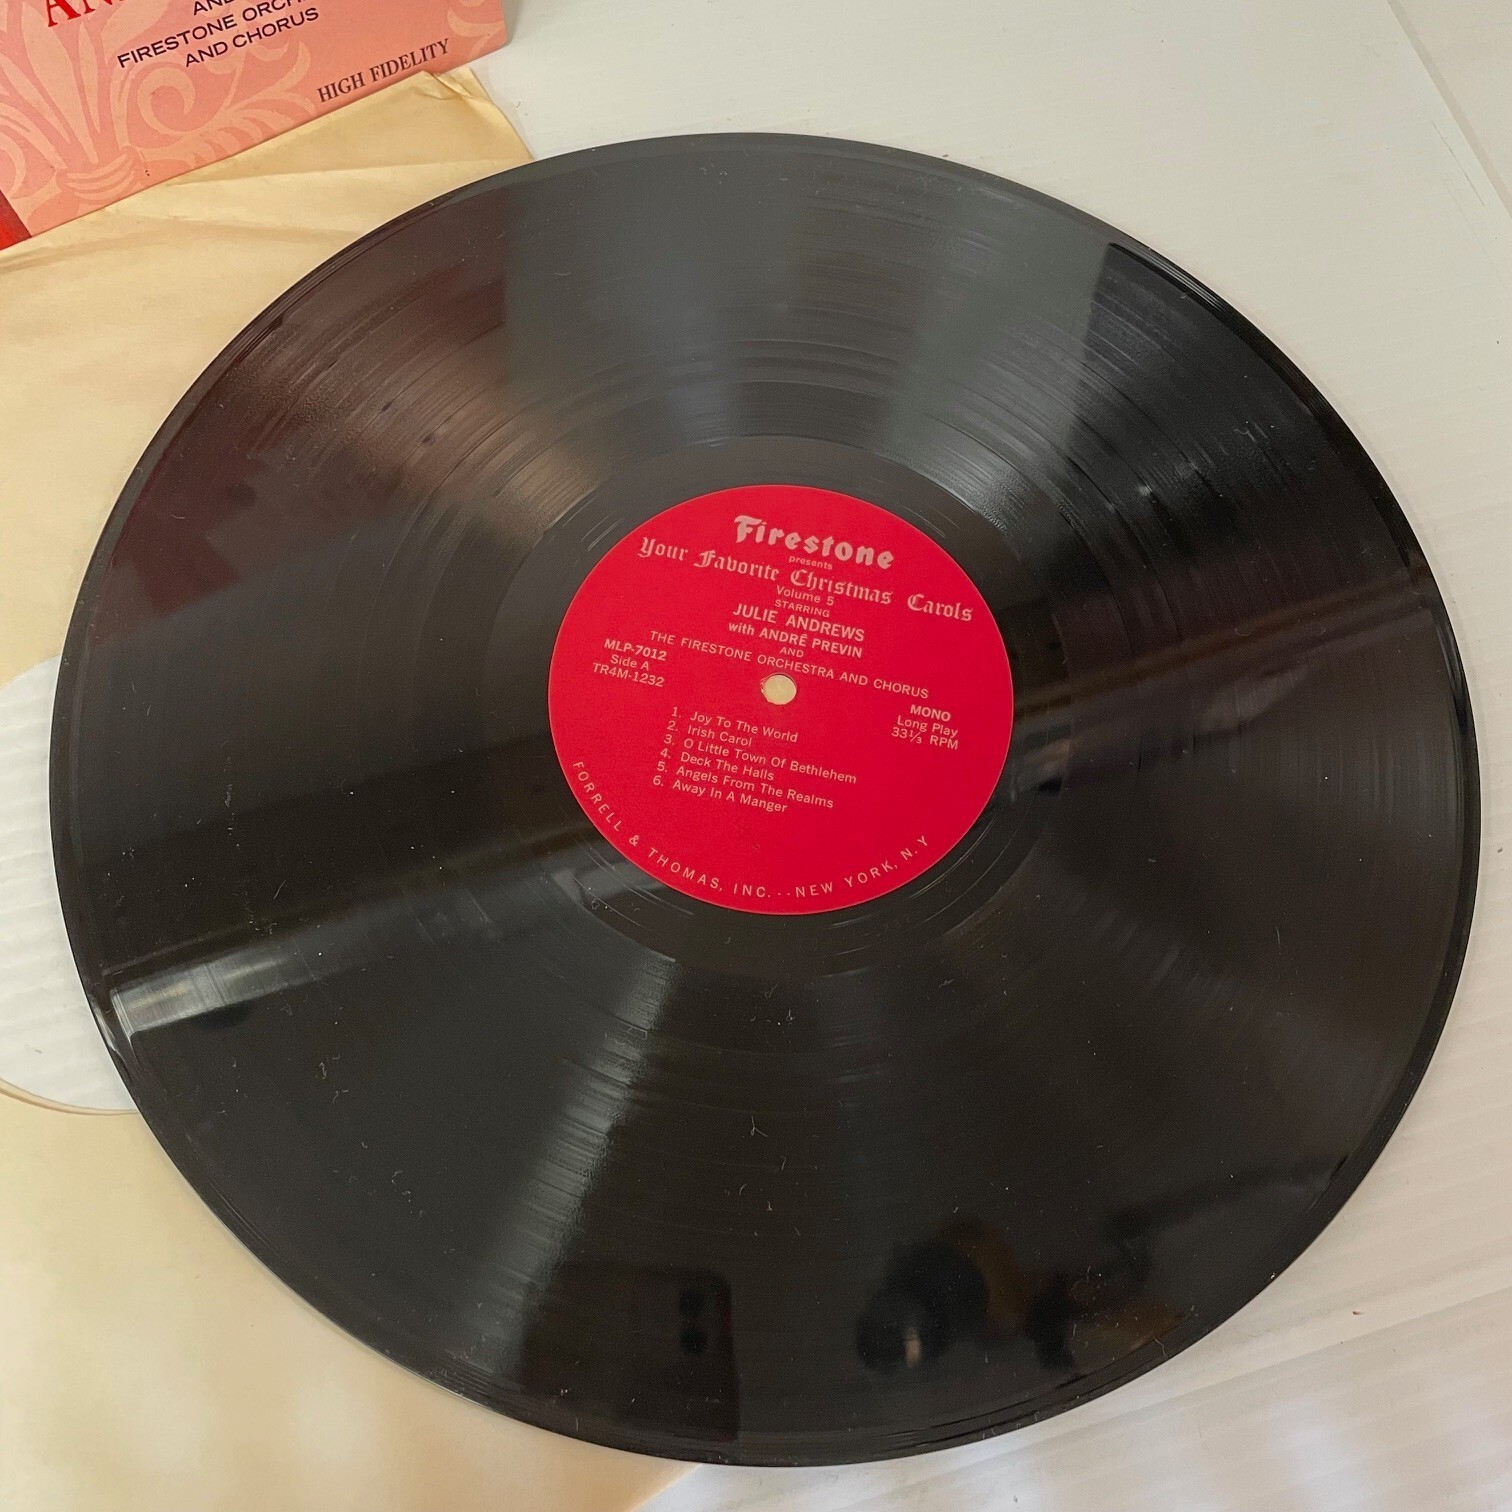 AND
FIRESTONE ORCH
AND CHORUS
HIGH FIDELITY
Firestone
presents
Your Favorite Christmas Carols
Volume 5
STARRING
JULIE ANDREWS
with ANDRÉ PREVIN
AND
THE FIRESTONE ORCHESTRA AND CHORUS
MLP-7012
Side A
TR4M-1232
MONO
Long Play
33⅓ RPM
1. Joy To The World
2. Irish Carol
3. O Little Town Of Bethlehem
4. Deck The Halls
5. Angels From The Realms
6. Away In A Manger
FORRELL & THOMAS, INC.--NEW YORK, N.Y